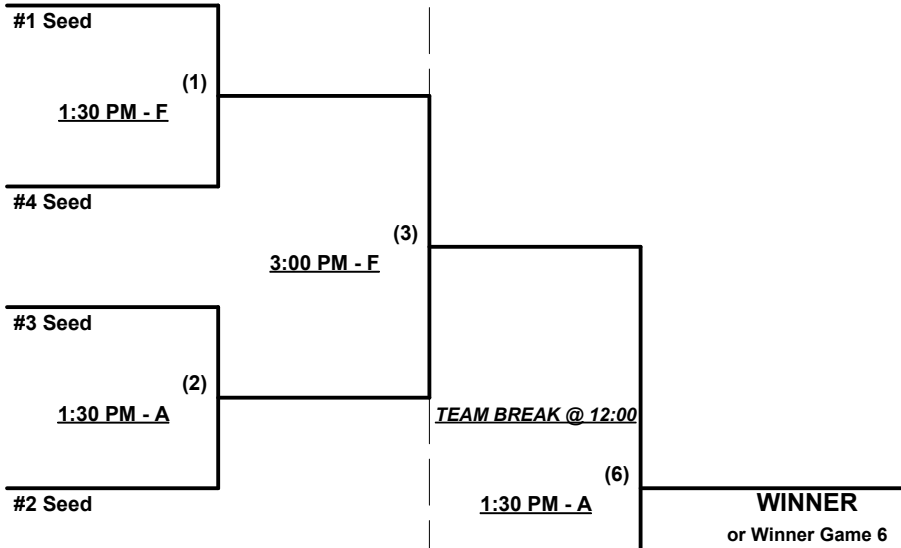 #1 Seed
(1)
1:30 PM - F
#4 Seed
(3)
3:00 PM - F
#3 Seed
(2)
1:30 PM - A
TEAM BREAK @ 12:00
#2 Seed
(6)
1:30 PM - A
WINNER
or Winner Game 6